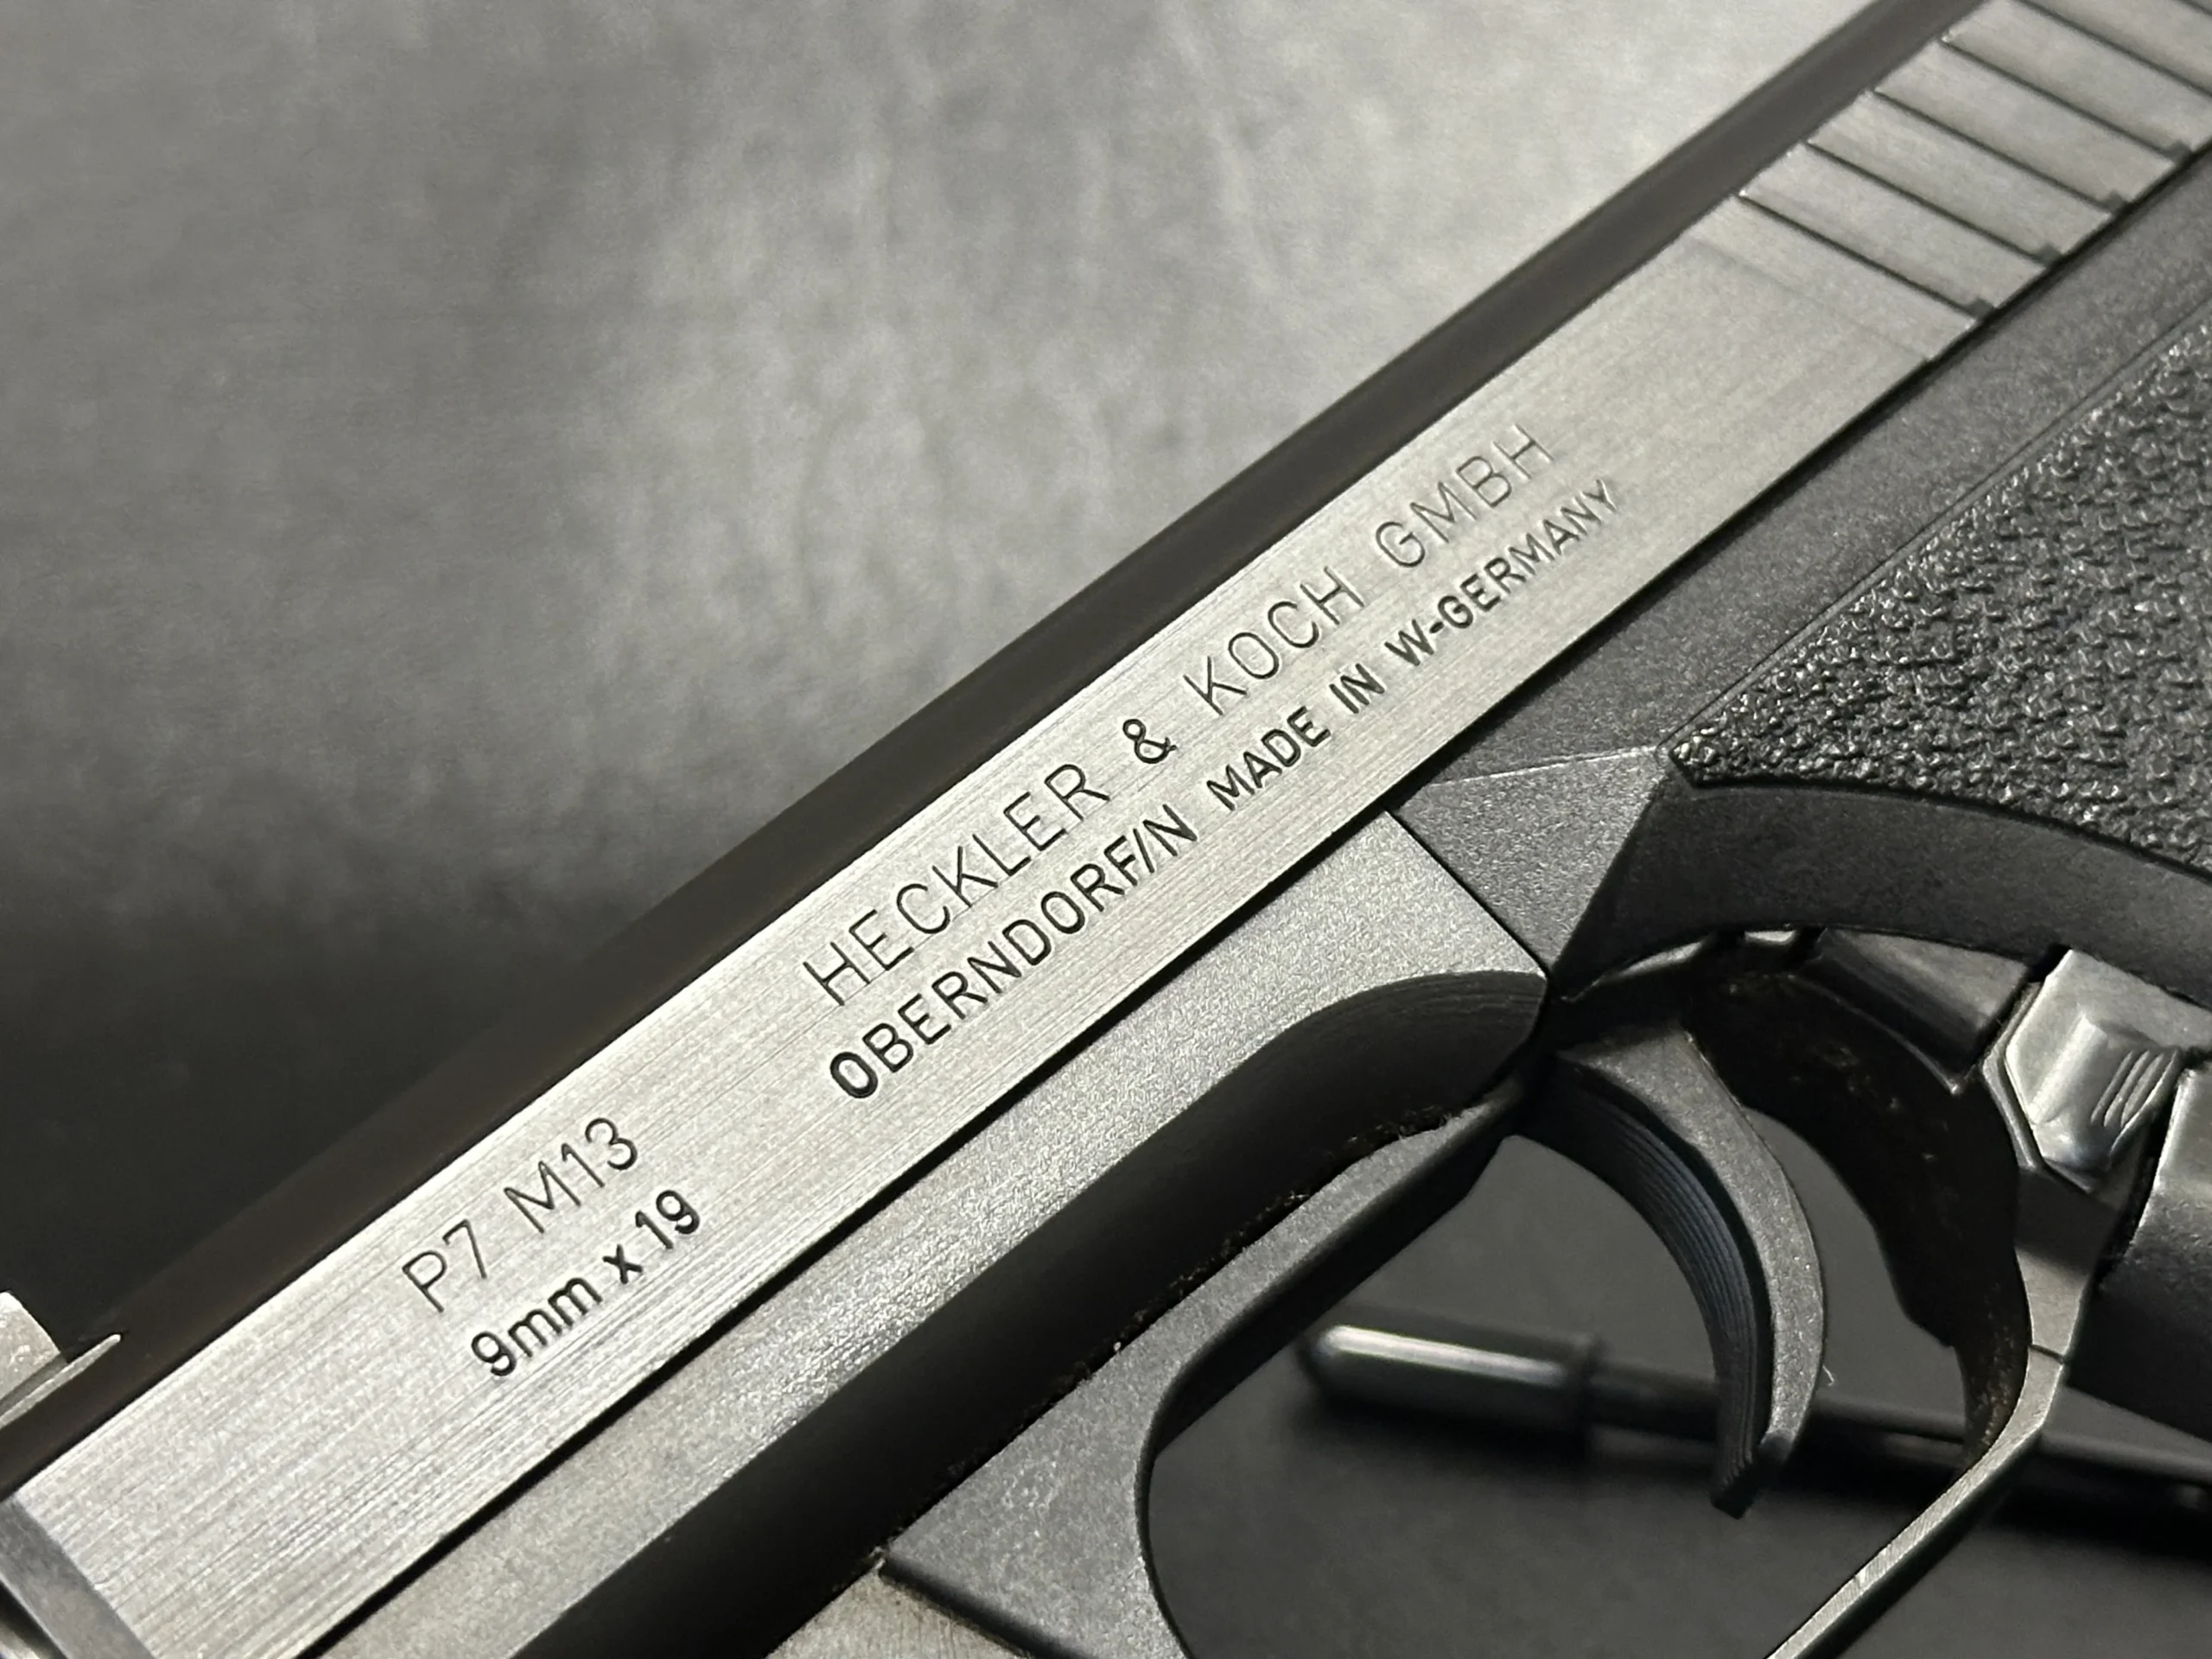 HECKLER & KOCH GMBH
OBERNDORF/N MADE IN W-GERMANY
P7 M13
9mm x 19